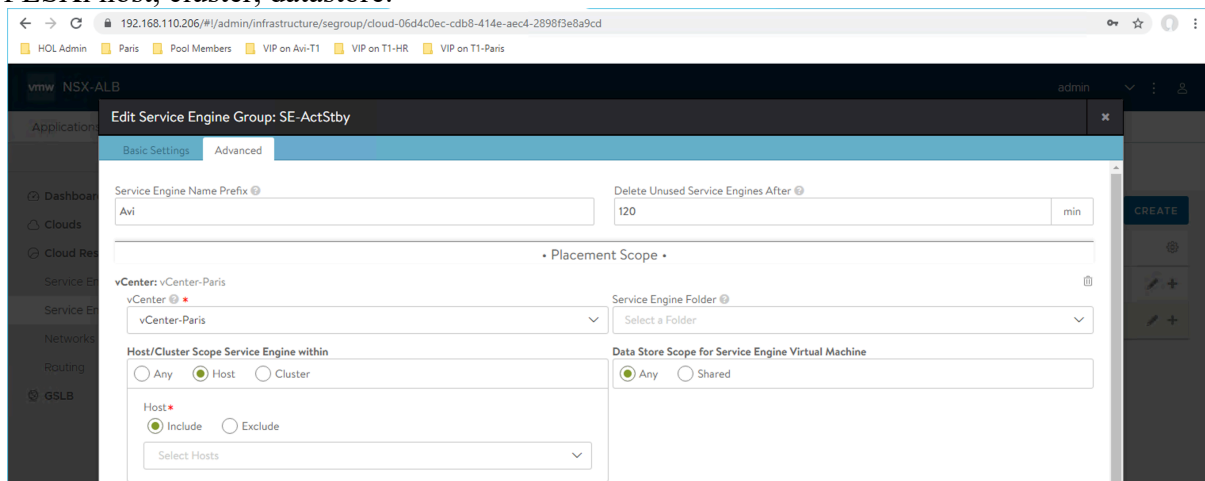 ESXi host, cluster, datastore.
192.168.110.206/#!/admin/infrastructure/segroup/cloud-06d4c0ec-cdb8-414e-aec4-2898f3e8a9cd
HOL Admin Paris Pool Members VIP on Avi-T1 VIP on T1-HR VIP on T1-Paris
vmw NSX-ALB admin
Applications
Edit Service Engine Group: SE-ActStby
Basic Settings Advanced
Service Engine Name Prefix Delete Unused Service Engines After
Dashboar
Avi 120 min CREATE
Clouds
Cloud Res
• Placement Scope •
Service En
vCenter: vCenter-Paris
vCenter * Service Engine Folder
Service En
vCenter-Paris Select a Folder
Networks
Host/Cluster Scope Service Engine within Data Store Scope for Service Engine Virtual Machine
Routing
Any Host Cluster Any Shared
GSLB
Host*
Include Exclude
Select Hosts